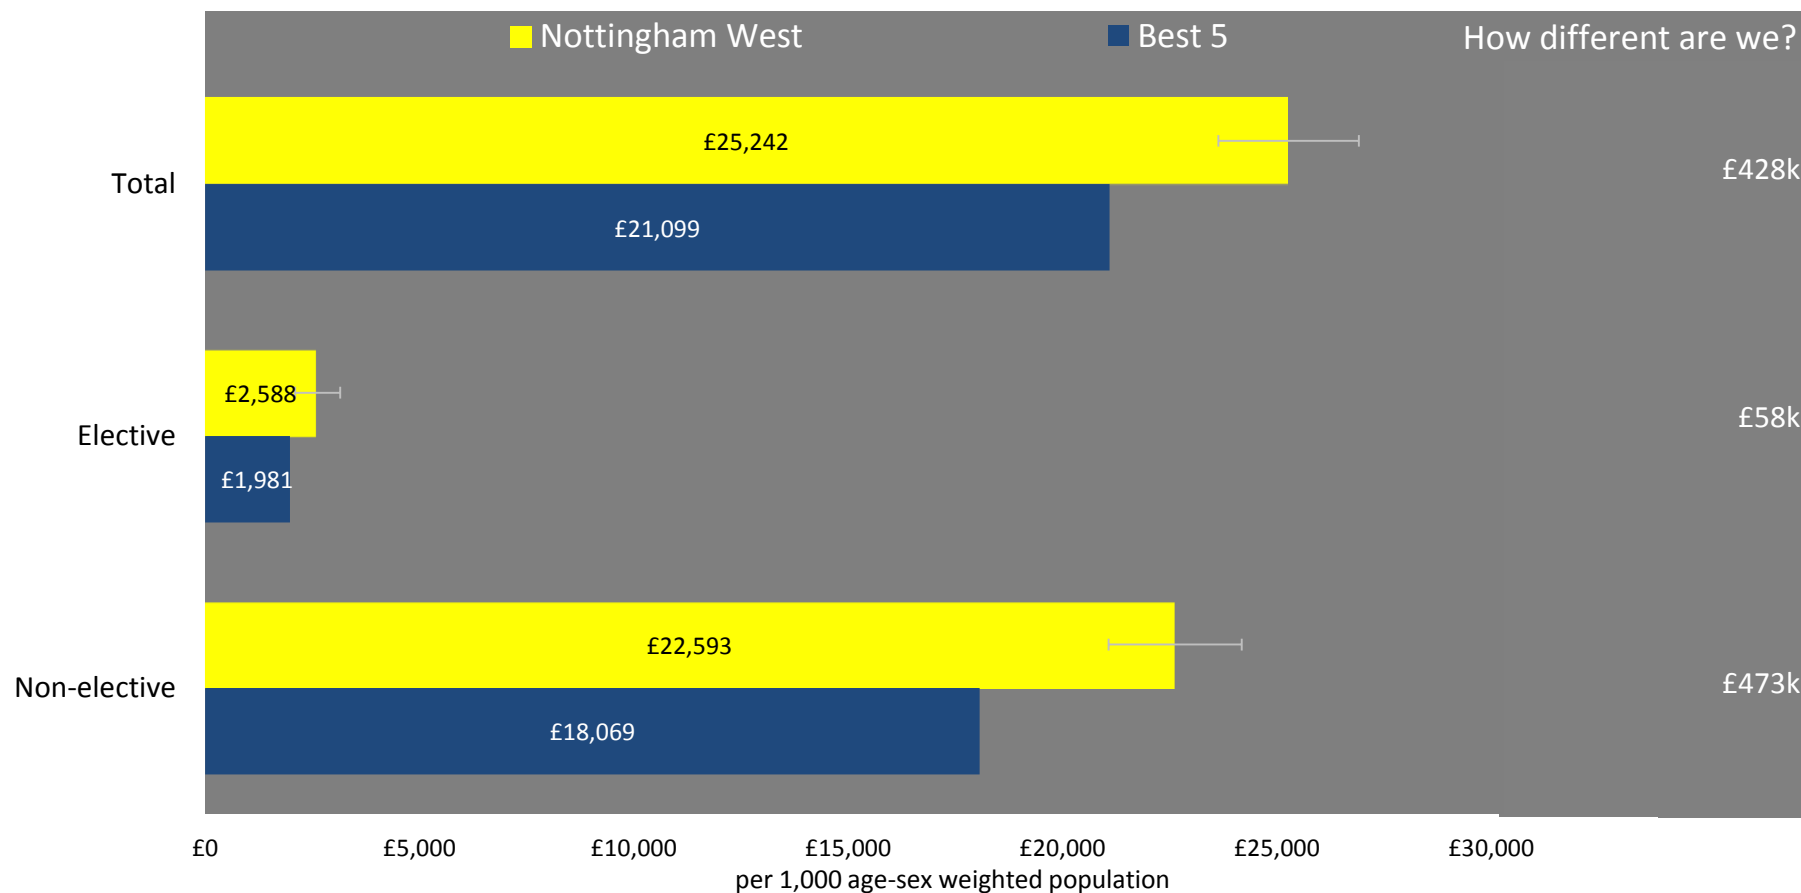 Nottingham West
Best 5
How different are we?
Total
£25,242
£21,099
£428k
Elective
£2,588
£1,981
£58k
Non-elective
£22,593
£18,069
£473k
£0 £5,000 £10,000 £15,000 £20,000 £25,000 £30,000
per 1,000 age-sex weighted population